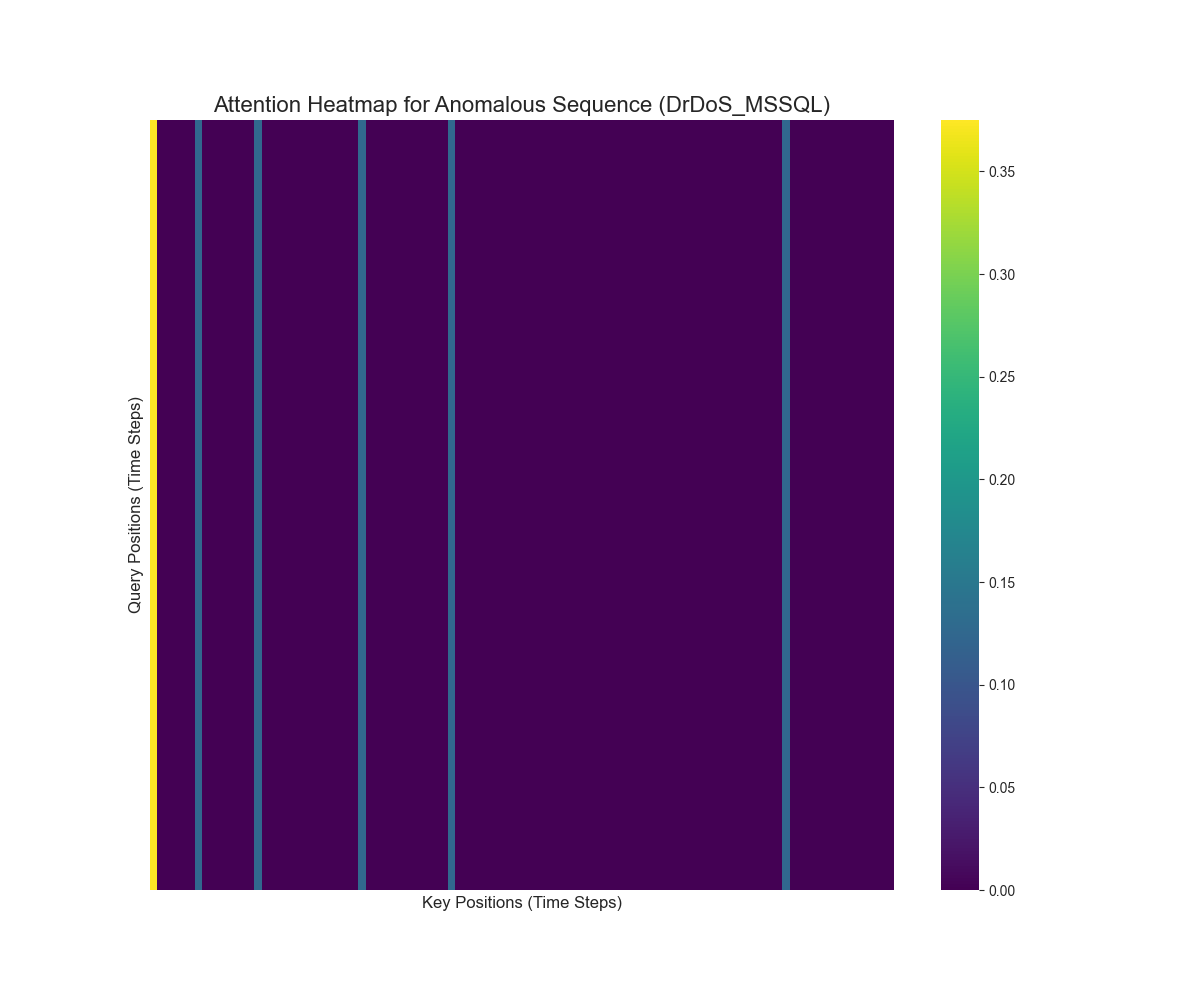 Attention Heatmap for Anomalous Sequence (DrDoS_MSSQL)
Query Positions (Time Steps)
Key Positions (Time Steps)
0.35
0.30
0.25
0.20
0.15
0.10
0.05
0.00